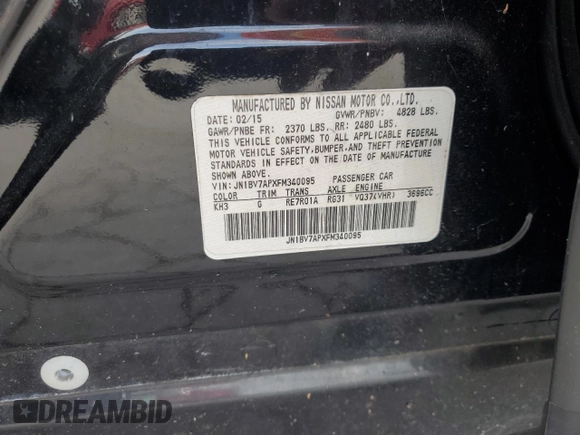 MANUFACTURED BY NISSAN MOTOR CO.,LTD.
DATE: 02/15 GVWR/PNBV: 4828 LBS.
GAWR/PNBE FR: 2370 LBS. RR: 2480 LBS.
THIS VEHICLE CONFORMS TO ALL APPLICABLE FEDERAL
MOTOR VEHICLE SAFETY, BUMPER, AND THEFT PREVENTION
STANDARDS IN EFFECT ON THE DATE OF MANUFACTURE
SHOWN ABOVE.
VIN: JN1BV7APXFM340095 PASSENGER CAR
COLOR TRIM TRANS AXLE ENGINE
KH3 G RE7R01A RG31 VQ37(VHR) 3696CC
JN1BV7APXFM340095
DREAMBID